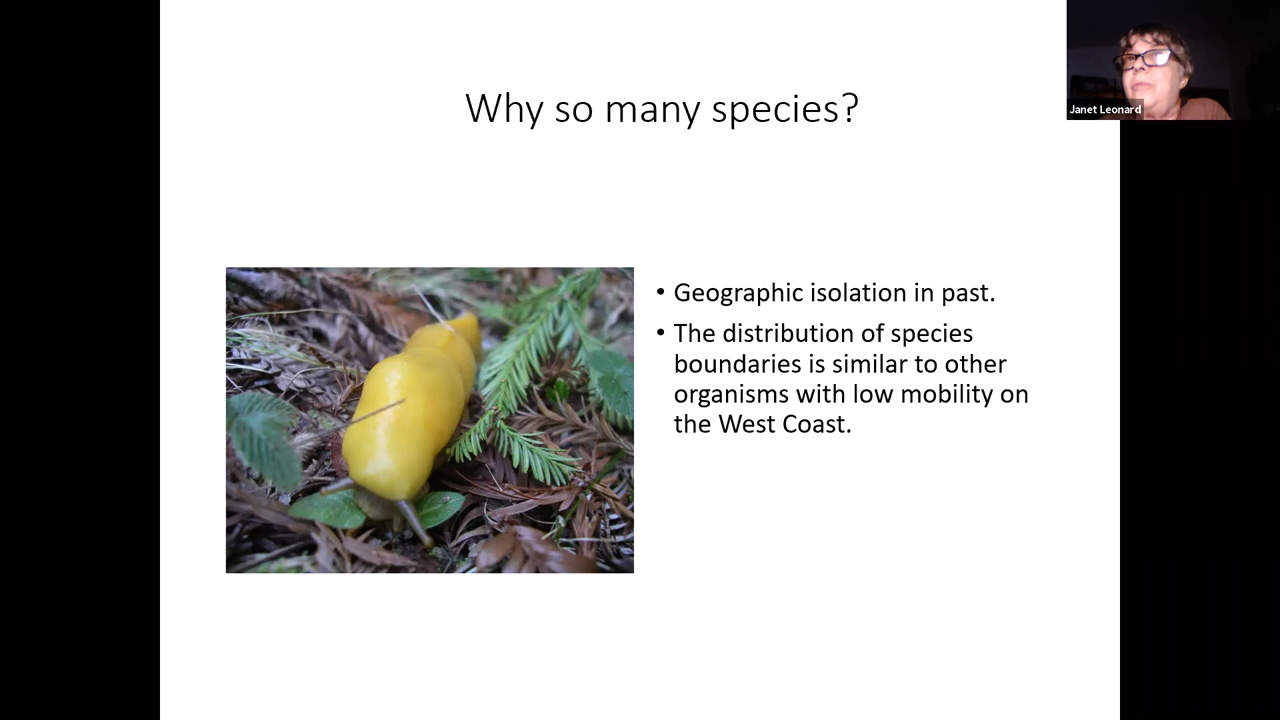 Why so many species?
Janet Leonard
• Geographic isolation in past.
• The distribution of species
boundaries is similar to other
organisms with low mobility on
the West Coast.